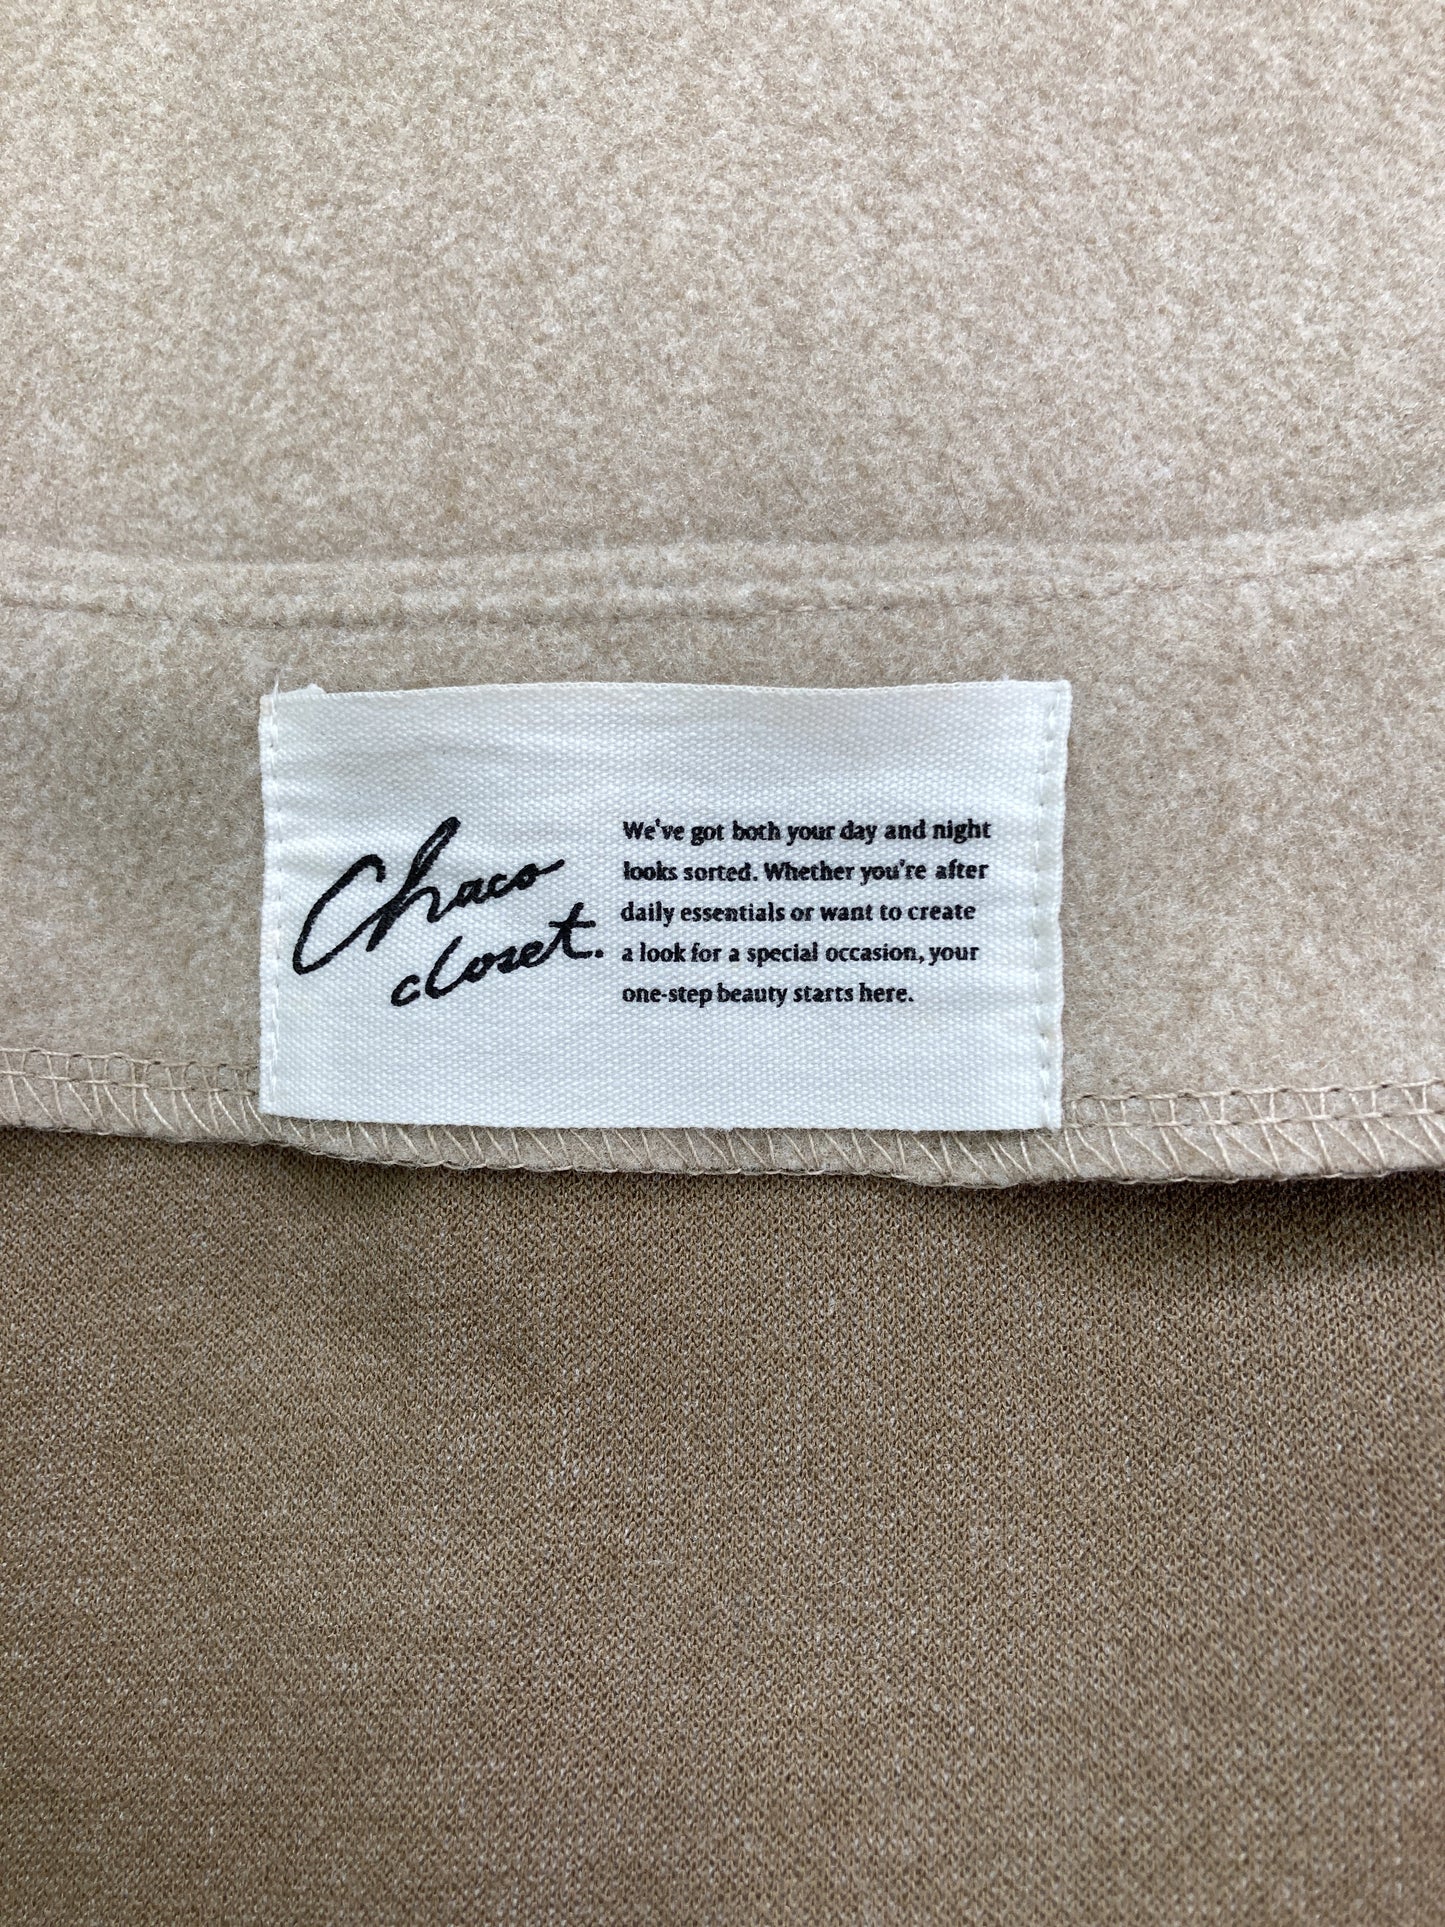 Chaco
closet.
We've got both your day and night
looks sorted. Whether you're after
daily essentials or want to create
a look for a special occasion, your
one-step beauty starts here.